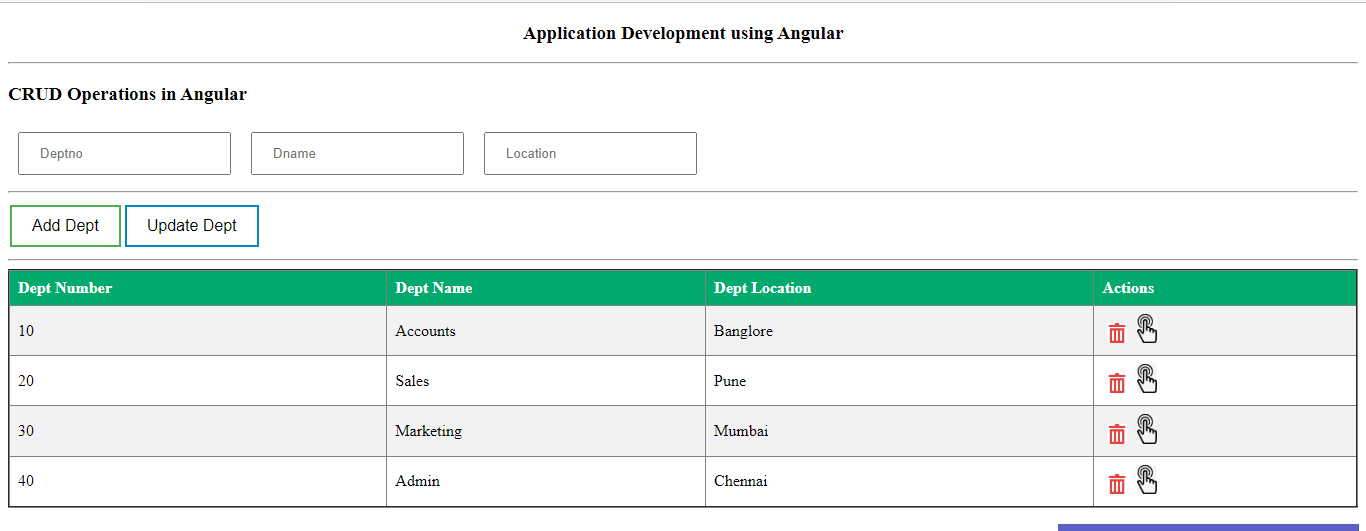 Application Development using Angular
CRUD Operations in Angular
Deptno Dname Location
Add Dept Update Dept
Dept Number Dept Name Dept Location Actions
10 Accounts Banglore
20 Sales Pune
30 Marketing Mumbai
40 Admin Chennai